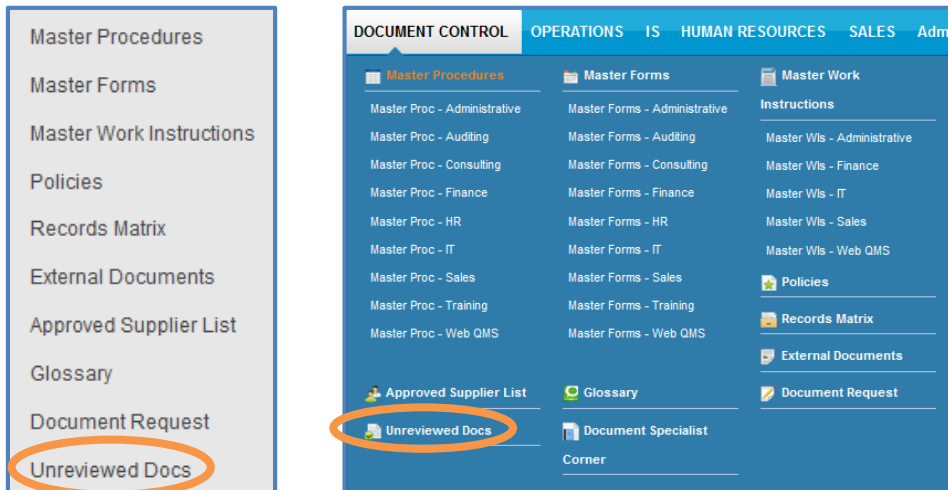 Master Procedures
Master Forms
Master Work Instructions
Policies
Records Matrix
External Documents
Approved Supplier List
Glossary
Document Request
Unreviewed Docs
DOCUMENT CONTROL OPERATIONS IS HUMAN RESOURCES SALES Adm
Master Procedures
Master Proc - Administrative
Master Proc - Auditing
Master Proc - Consulting
Master Proc - Finance
Master Proc - HR
Master Proc - IT
Master Proc - Sales
Master Proc - Training
Master Proc - Web QMS
Master Forms
Master Forms - Administrative
Master Forms - Auditing
Master Forms - Consulting
Master Forms - Finance
Master Forms - HR
Master Forms - IT
Master Forms - Sales
Master Forms - Training
Master Forms - Web QMS
Master Work
Instructions
Master WIs - Administrative
Master WIs - Finance
Master WIs - IT
Master WIs - Sales
Master WIs - Web QMS
Policies
Records Matrix
External Documents
Approved Supplier List
Glossary
Document Request
Unreviewed Docs
Document Specialist
Corner